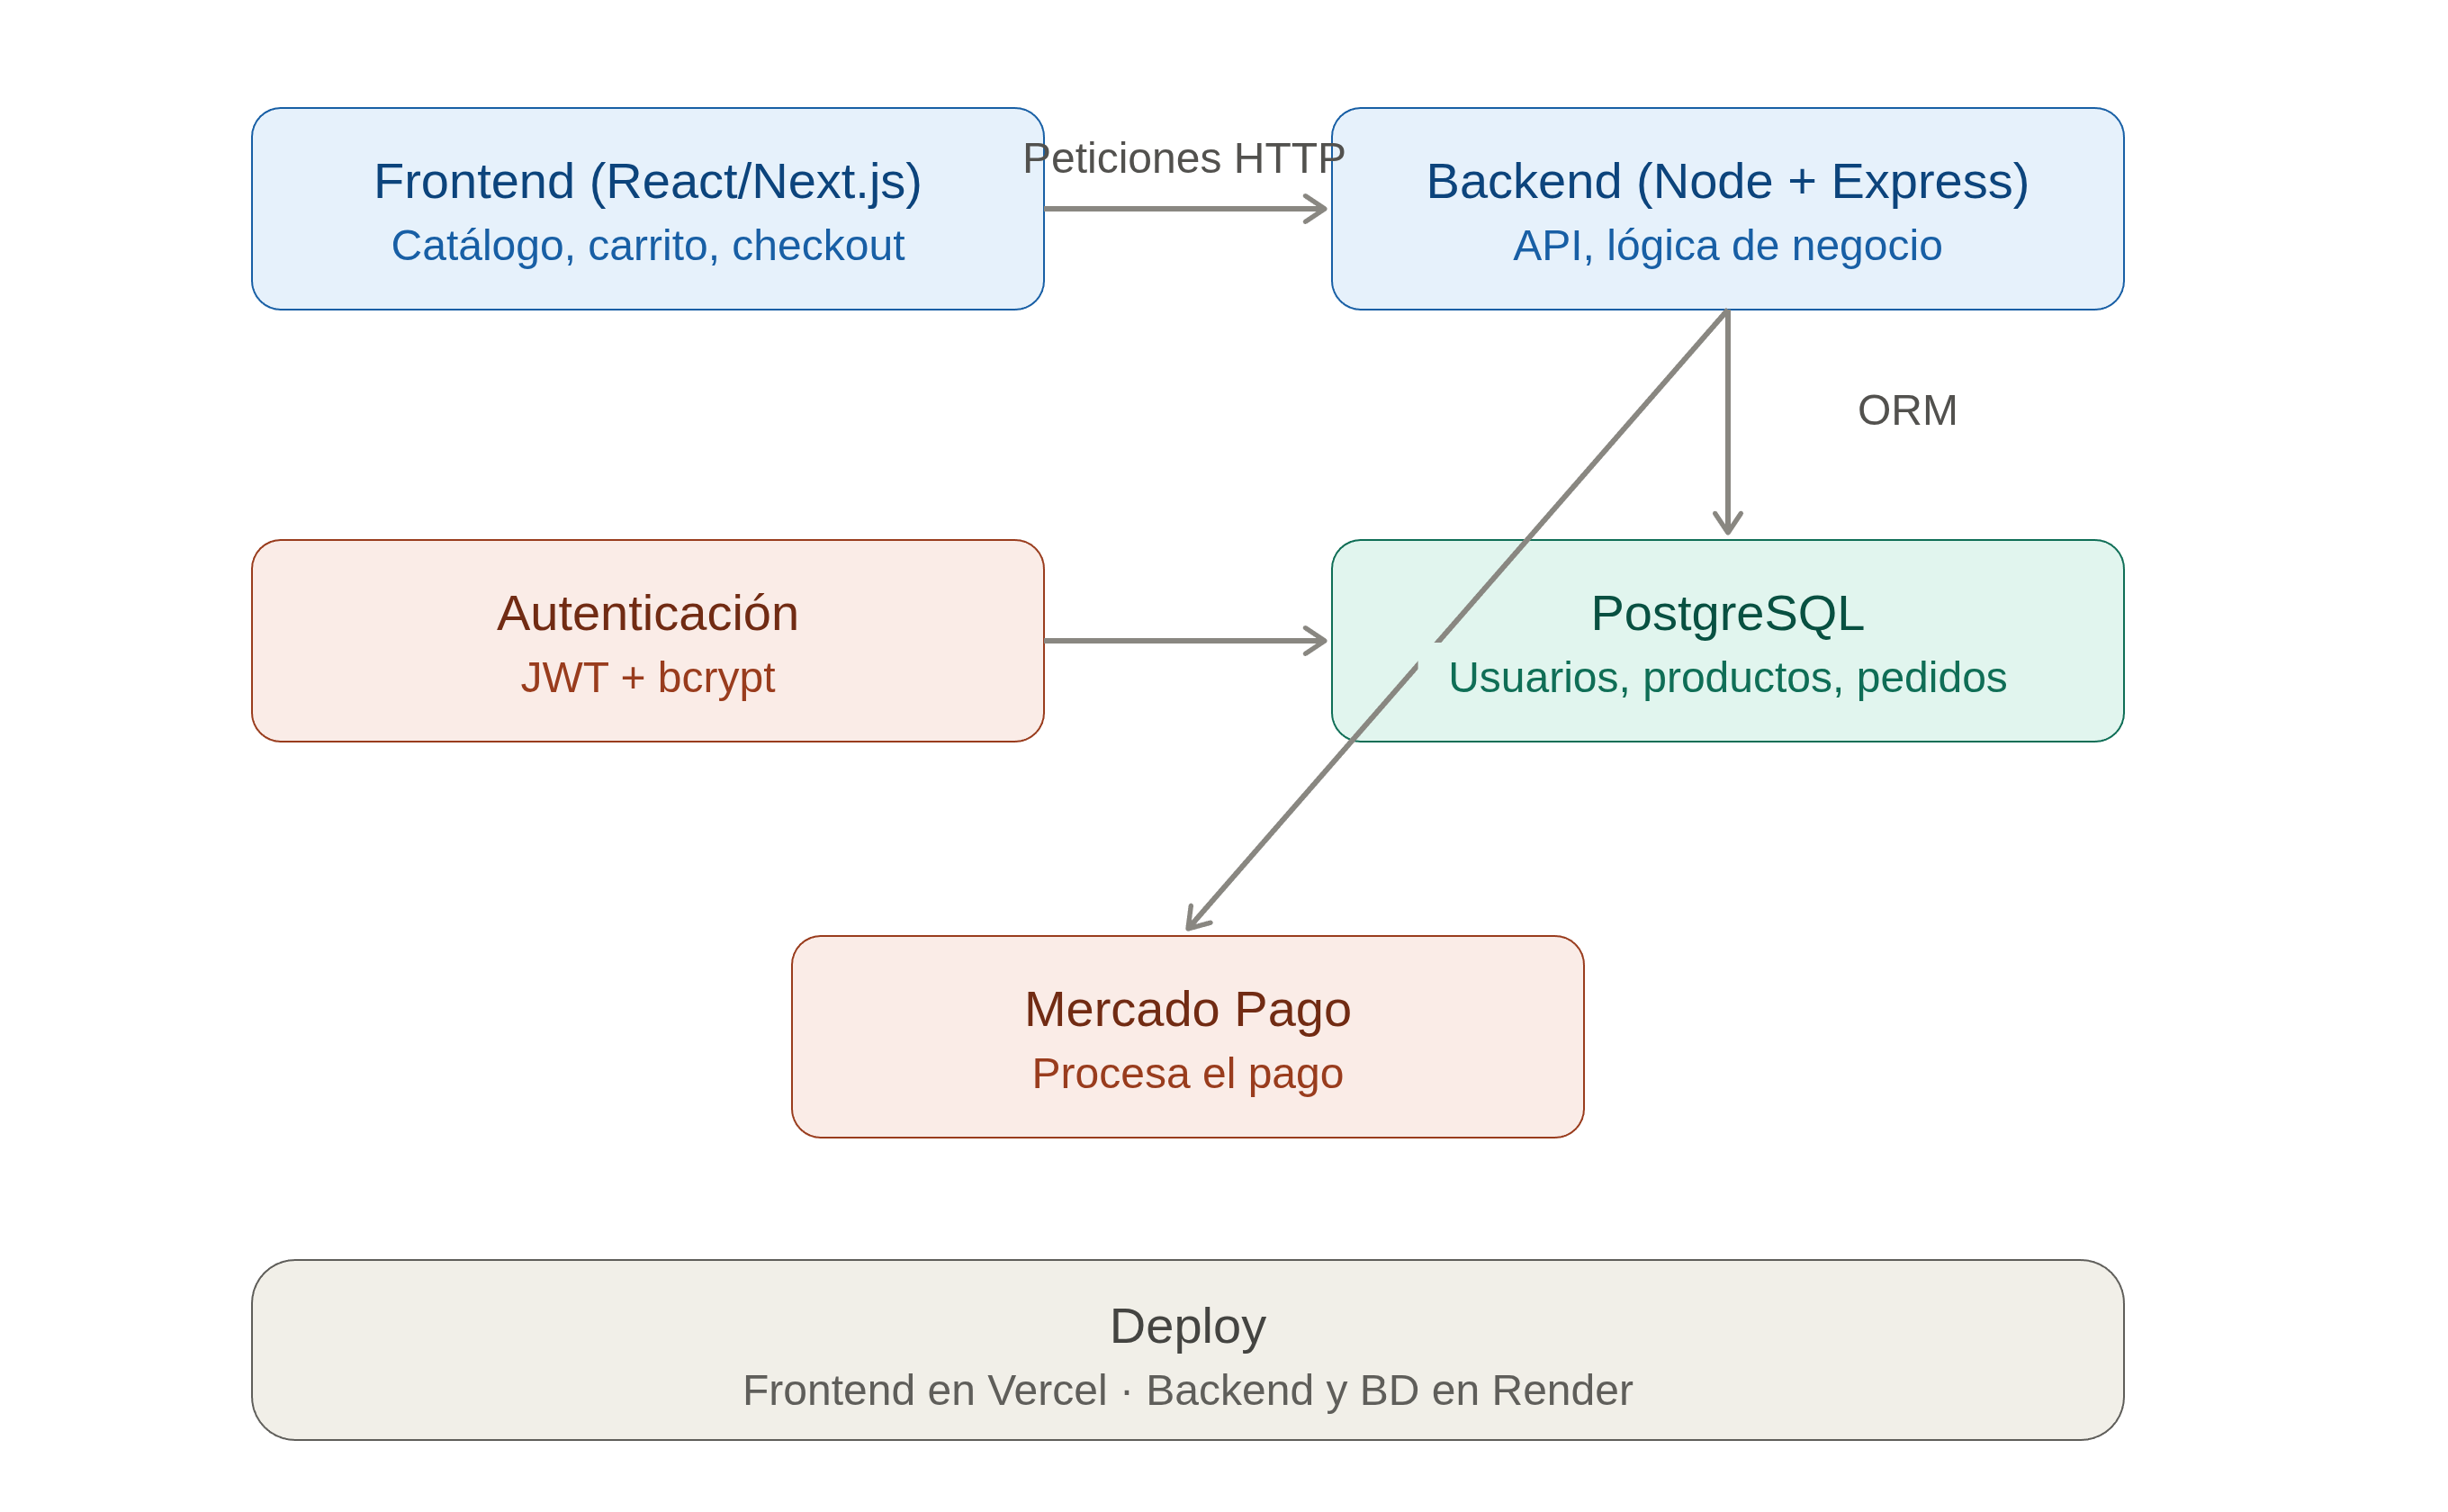 Frontend (React/Next.js)
Catálogo, carrito, checkout
Peticiones HTTP
Backend (Node + Express)
API, lógica de negocio
ORM
Autenticación
JWT + bcrypt
PostgreSQL
Usuarios, productos, pedidos
Mercado Pago
Procesa el pago
Deploy
Frontend en Vercel · Backend y BD en Render